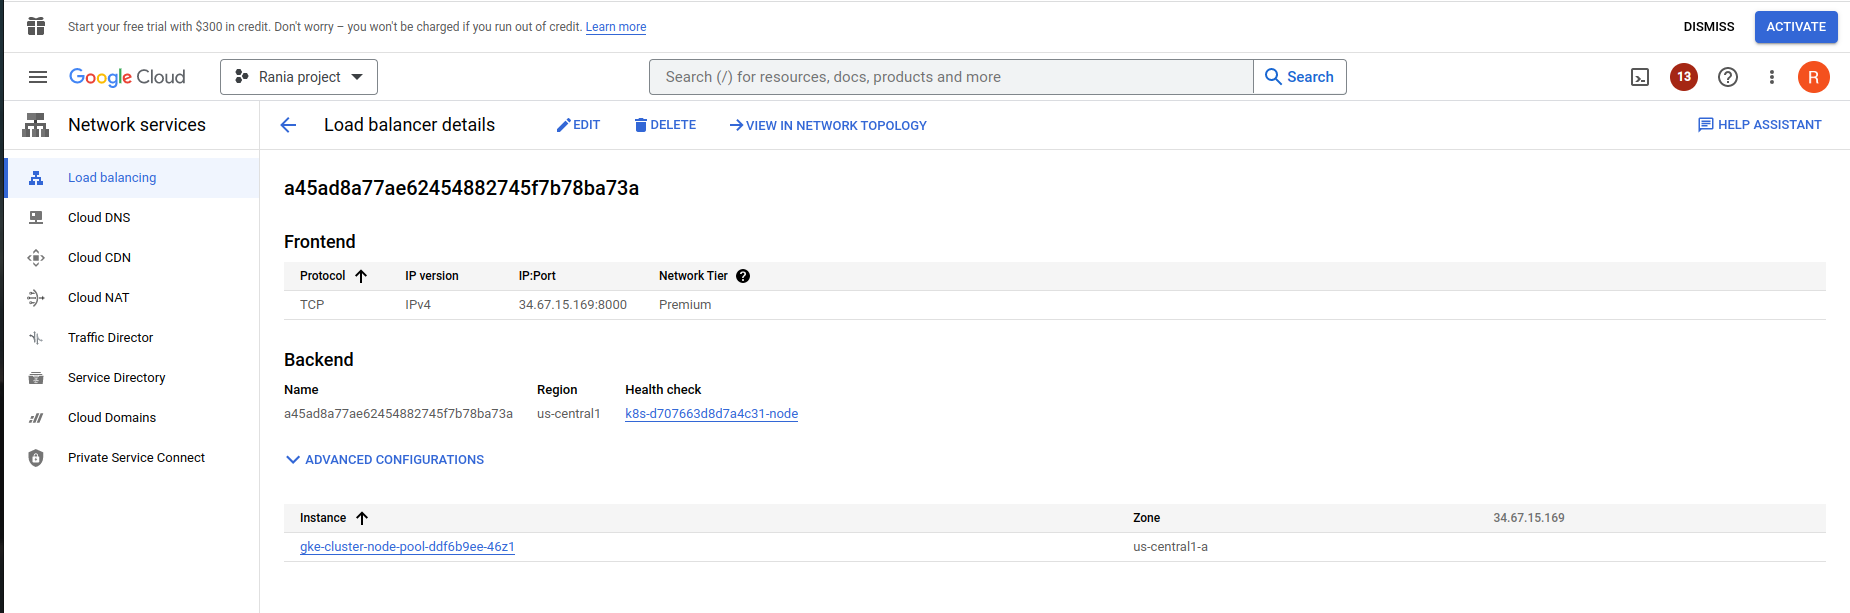 Start your free trial with $300 in credit. Don't worry – you won't be charged if you run out of credit. Learn more
DISMISS
ACTIVATE
Google Cloud
Rania project
Search (/) for resources, docs, products and more
Search
13
R
Network services
Load balancer details
EDIT
DELETE
VIEW IN NETWORK TOPOLOGY
HELP ASSISTANT
Load balancing
Cloud DNS
Cloud CDN
Cloud NAT
Traffic Director
Service Directory
Cloud Domains
Private Service Connect
a45ad8a77ae62454882745f7b78ba73a
Frontend
Protocol IP version IP:Port Network Tier
TCP IPv4 34.67.15.169:8000 Premium
Backend
Name Region Health check
a45ad8a77ae62454882745f7b78ba73a us-central1 k8s-d707663d8d7a4c31-node
ADVANCED CONFIGURATIONS
Instance Zone 34.67.15.169
gke-cluster-node-pool-ddf6b9ee-46z1 us-central1-a